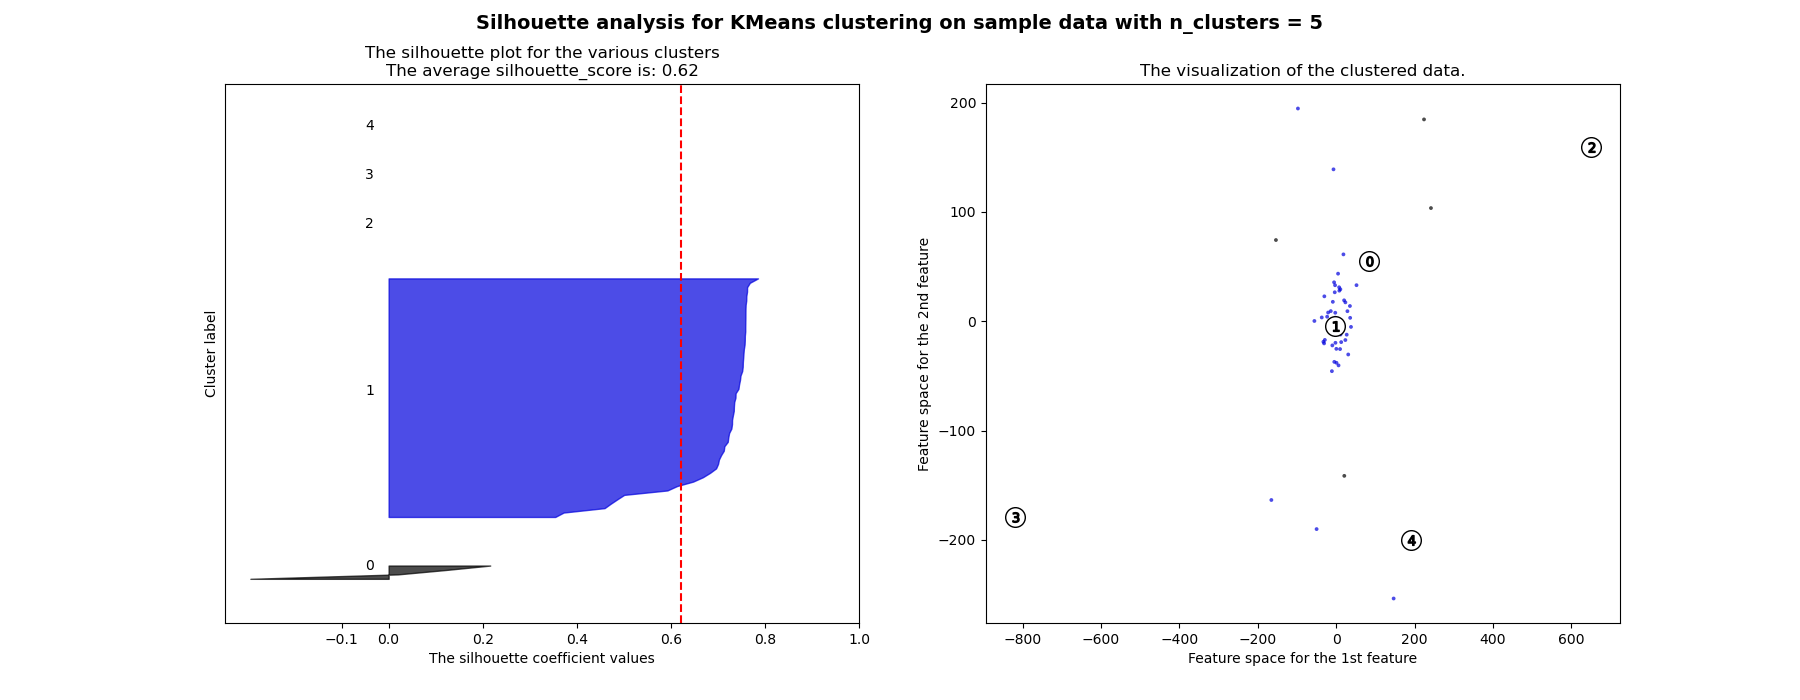 Silhouette analysis for KMeans clustering on sample data with n_clusters = 5
The silhouette plot for the various clusters
The average silhouette_score is: 0.62
4
3
2
1
0
Cluster label
−0.1 0.0 0.2 0.4 0.6 0.8 1.0
The silhouette coefficient values
The visualization of the clustered data.
200
100
0
−100
−200
Feature space for the 2nd feature
2
0
1
3
4
−800 −600 −400 −200 0 200 400 600
Feature space for the 1st feature